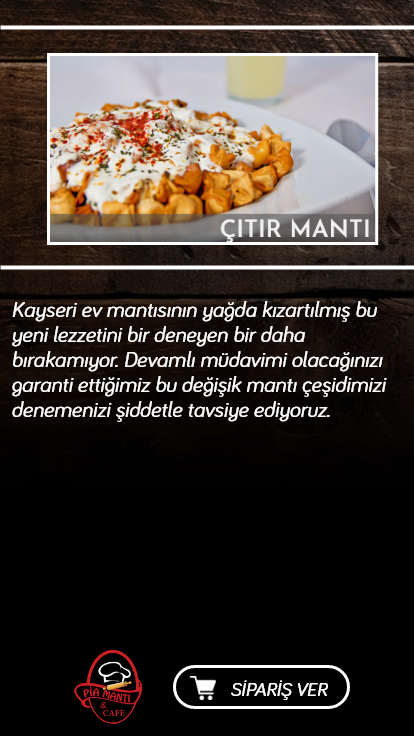 ÇITIR MANTI
Kayseri ev mantısının yağda kızartılmış bu
yeni lezzetini bir deneyen bir daha
bırakamıyor. Devamlı müdavimi olacağınızı
garanti ettiğimiz bu değişik mantı çeşidimizi
denemenizi şiddetle tavsiye ediyoruz.
PİA MANTI
&
CAFE
SİPARİŞ VER